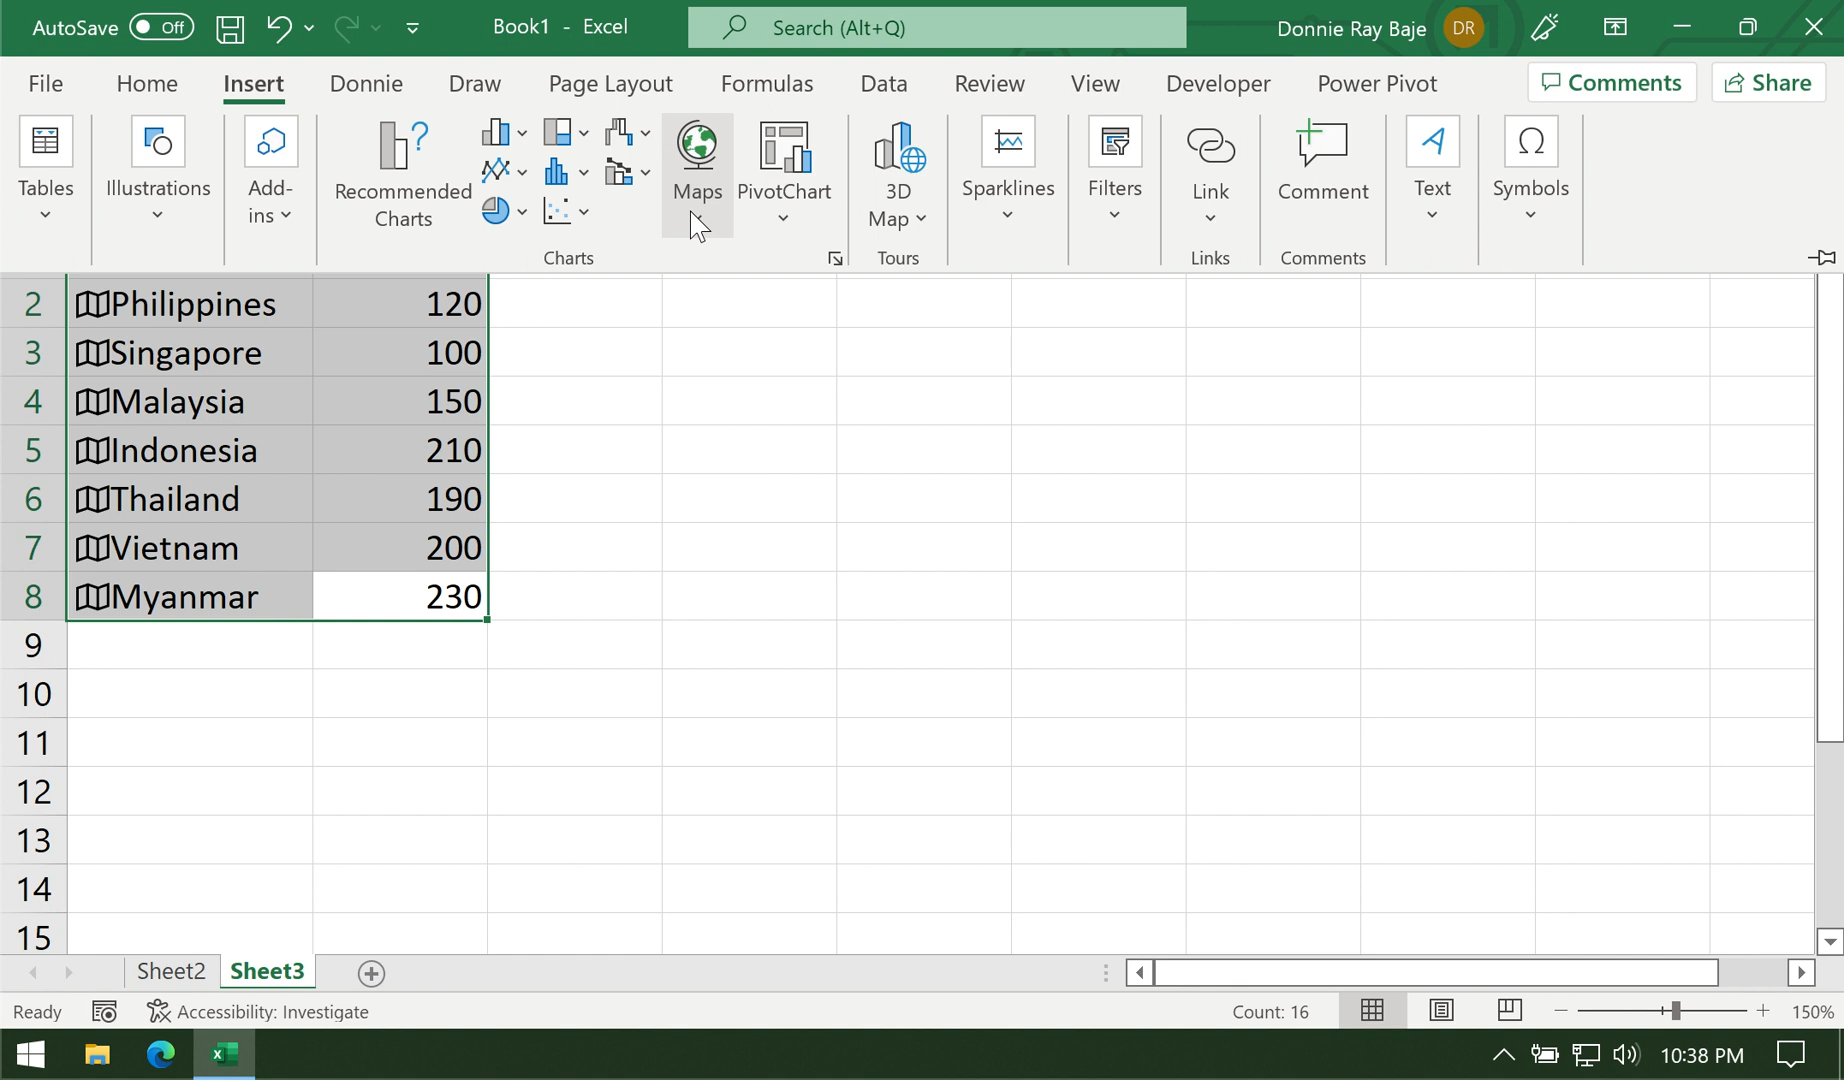 AutoSave Off Book1 - Excel Search (Alt+Q) Donnie Ray Baje DR
File Home Insert Donnie Draw Page Layout Formulas Data Review View Developer Power Pivot Comments Share
Tables Illustrations Add-ins Recommended Charts Maps PivotChart 3D Map Sparklines Filters Link Comment Text Symbols
Charts Tours Links Comments
2 Philippines 120
3 Singapore 100
4 Malaysia 150
5 Indonesia 210
6 Thailand 190
7 Vietnam 200
8 Myanmar 230
9
10
11
12
13
14
15
Sheet2 Sheet3
Ready Accessibility: Investigate Count: 16 150%
10:38 PM